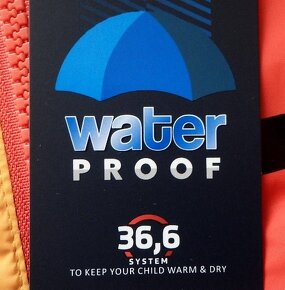 water
PROOF
36,6
SYSTEM
TO KEEP YOUR CHILD WARM & DRY